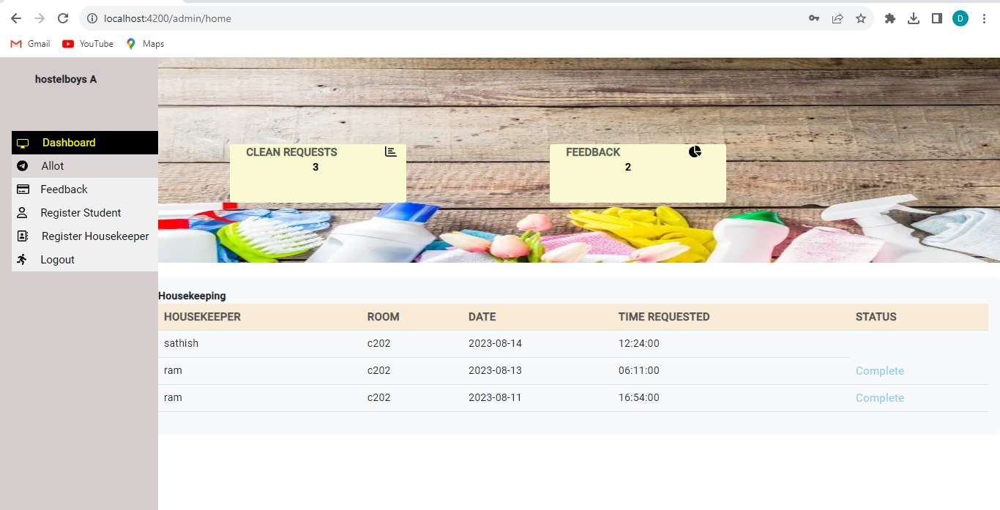 localhost:4200/admin/home
D
Gmail YouTube Maps
hostelboys A
Dashboard
Allot
Feedback
Register Student
Register Housekeeper
Logout
CLEAN REQUESTS
3
FEEDBACK
2
Housekeeping
HOUSEKEEPER ROOM DATE TIME REQUESTED STATUS
sathish c202 2023-08-14 12:24:00
ram c202 2023-08-13 06:11:00 Complete
ram c202 2023-08-11 16:54:00 Complete